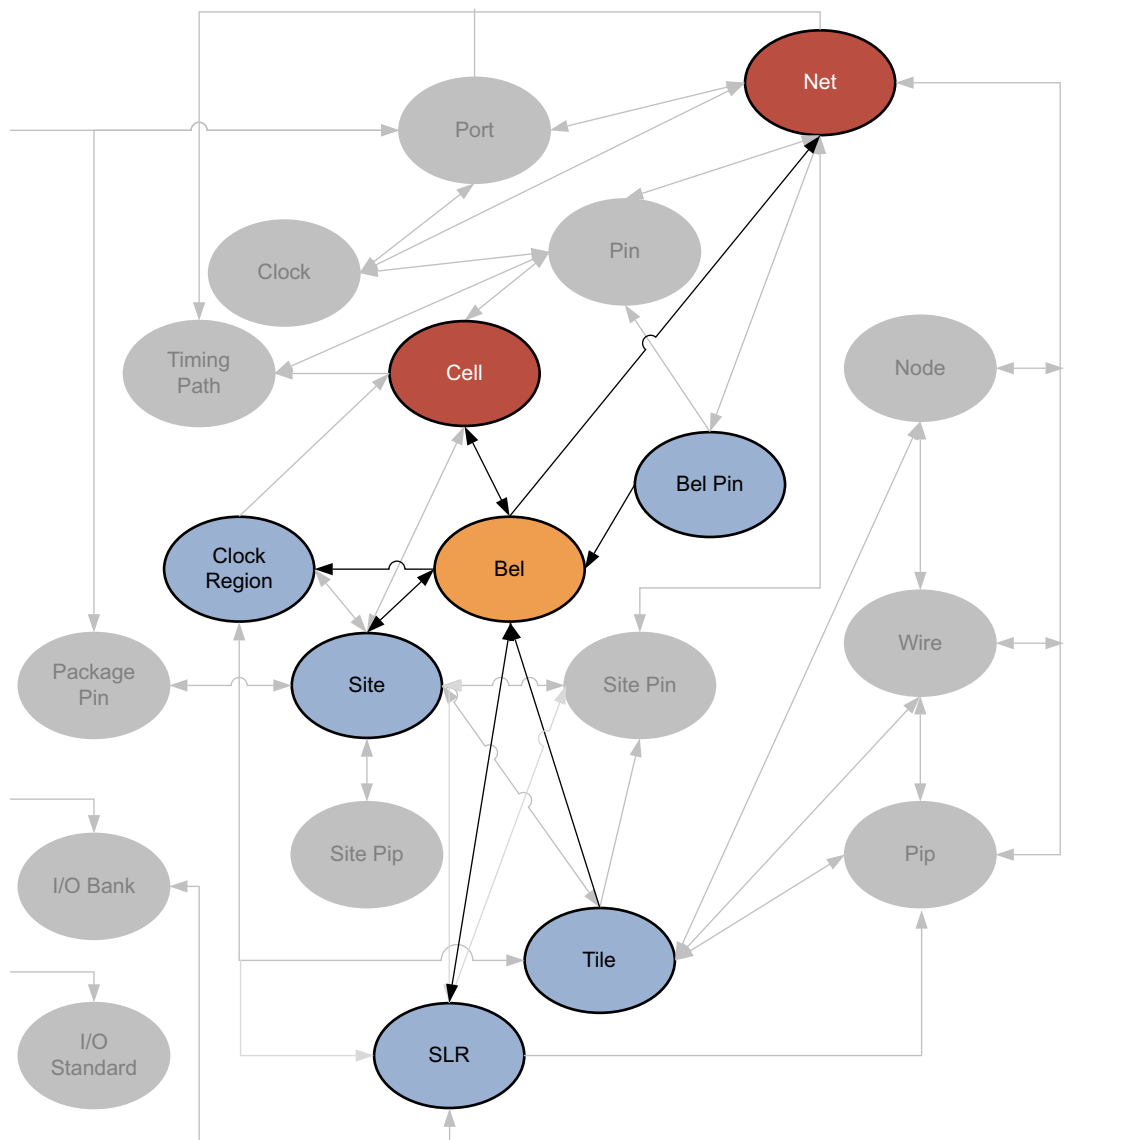 Net
Port
Pin
Clock
Timing
Path
Cell
Node
Bel Pin
Clock
Region
Bel
Wire
Package
Pin
Site
Site Pin
Site Pip
Pip
I/O Bank
Tile
I/O
Standard
SLR